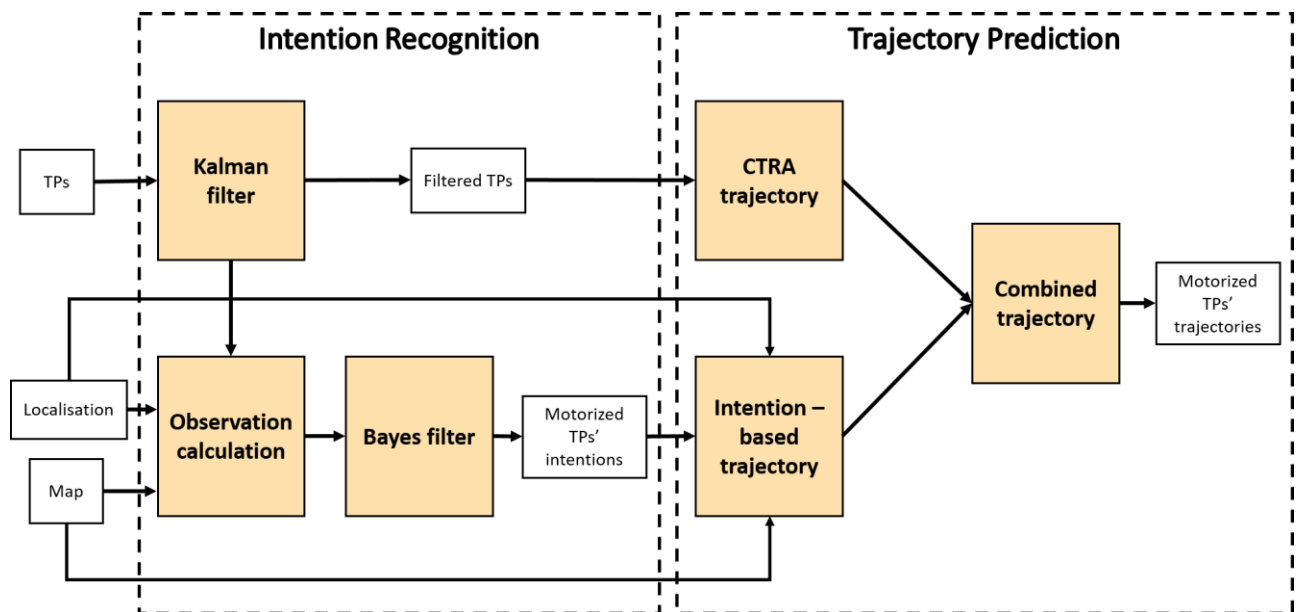 Intention Recognition
Trajectory Prediction
TPs
Kalman
filter
Filtered TPs
CTRA
trajectory
Combined
trajectory
Motorized
TPs'
trajectories
Localisation
Map
Observation
calculation
Bayes filter
Motorized
TPs'
intentions
Intention –
based
trajectory